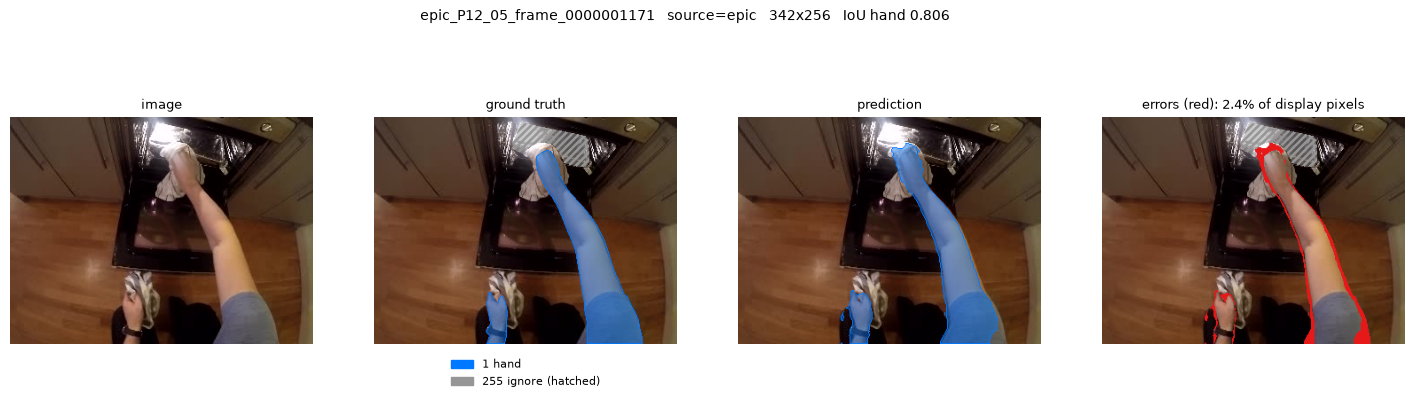 epic_P12_05_frame_0000001171   source=epic   342x256   IoU hand 0.806
image
ground truth
prediction
errors (red): 2.4% of display pixels
1 hand
255 ignore (hatched)